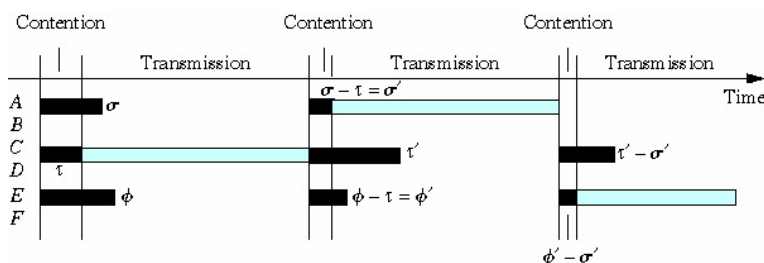 Contention Contention Contention
Transmission Transmission Transmission
Time
σ − τ = σ′
A σ
B
C τ′ τ′ − σ′
D τ
E ϕ ϕ − τ = ϕ′
F
ϕ′ − σ′